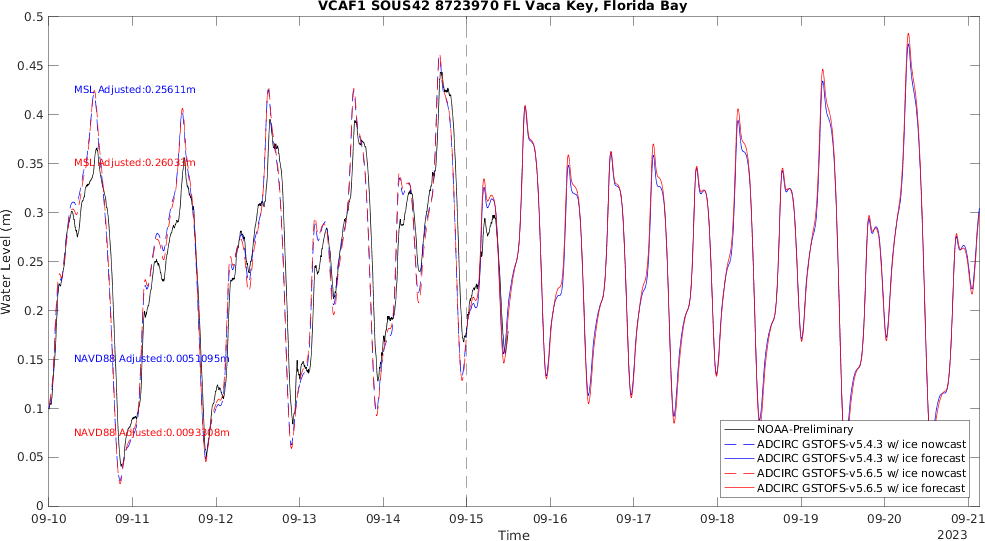 VCAF1 SOUS42 8723970 FL Vaca Key, Florida Bay
0.5
0.45
0.4
0.35
0.3
0.25
0.2
0.15
0.1
0.05
0
Water Level (m)
MSL Adjusted:0.25611m
MSL Adjusted:0.26033m
NAVD88 Adjusted:0.0051095m
NAVD88 Adjusted:0.0093308m
NOAA-Preliminary
ADCIRC GSTOFS-v5.4.3 w/ ice nowcast
ADCIRC GSTOFS-v5.4.3 w/ ice forecast
ADCIRC GSTOFS-v5.6.5 w/ ice nowcast
ADCIRC GSTOFS-v5.6.5 w/ ice forecast
09-10 09-11 09-12 09-13 09-14 09-15 09-16 09-17 09-18 09-19 09-20 09-21
Time
2023